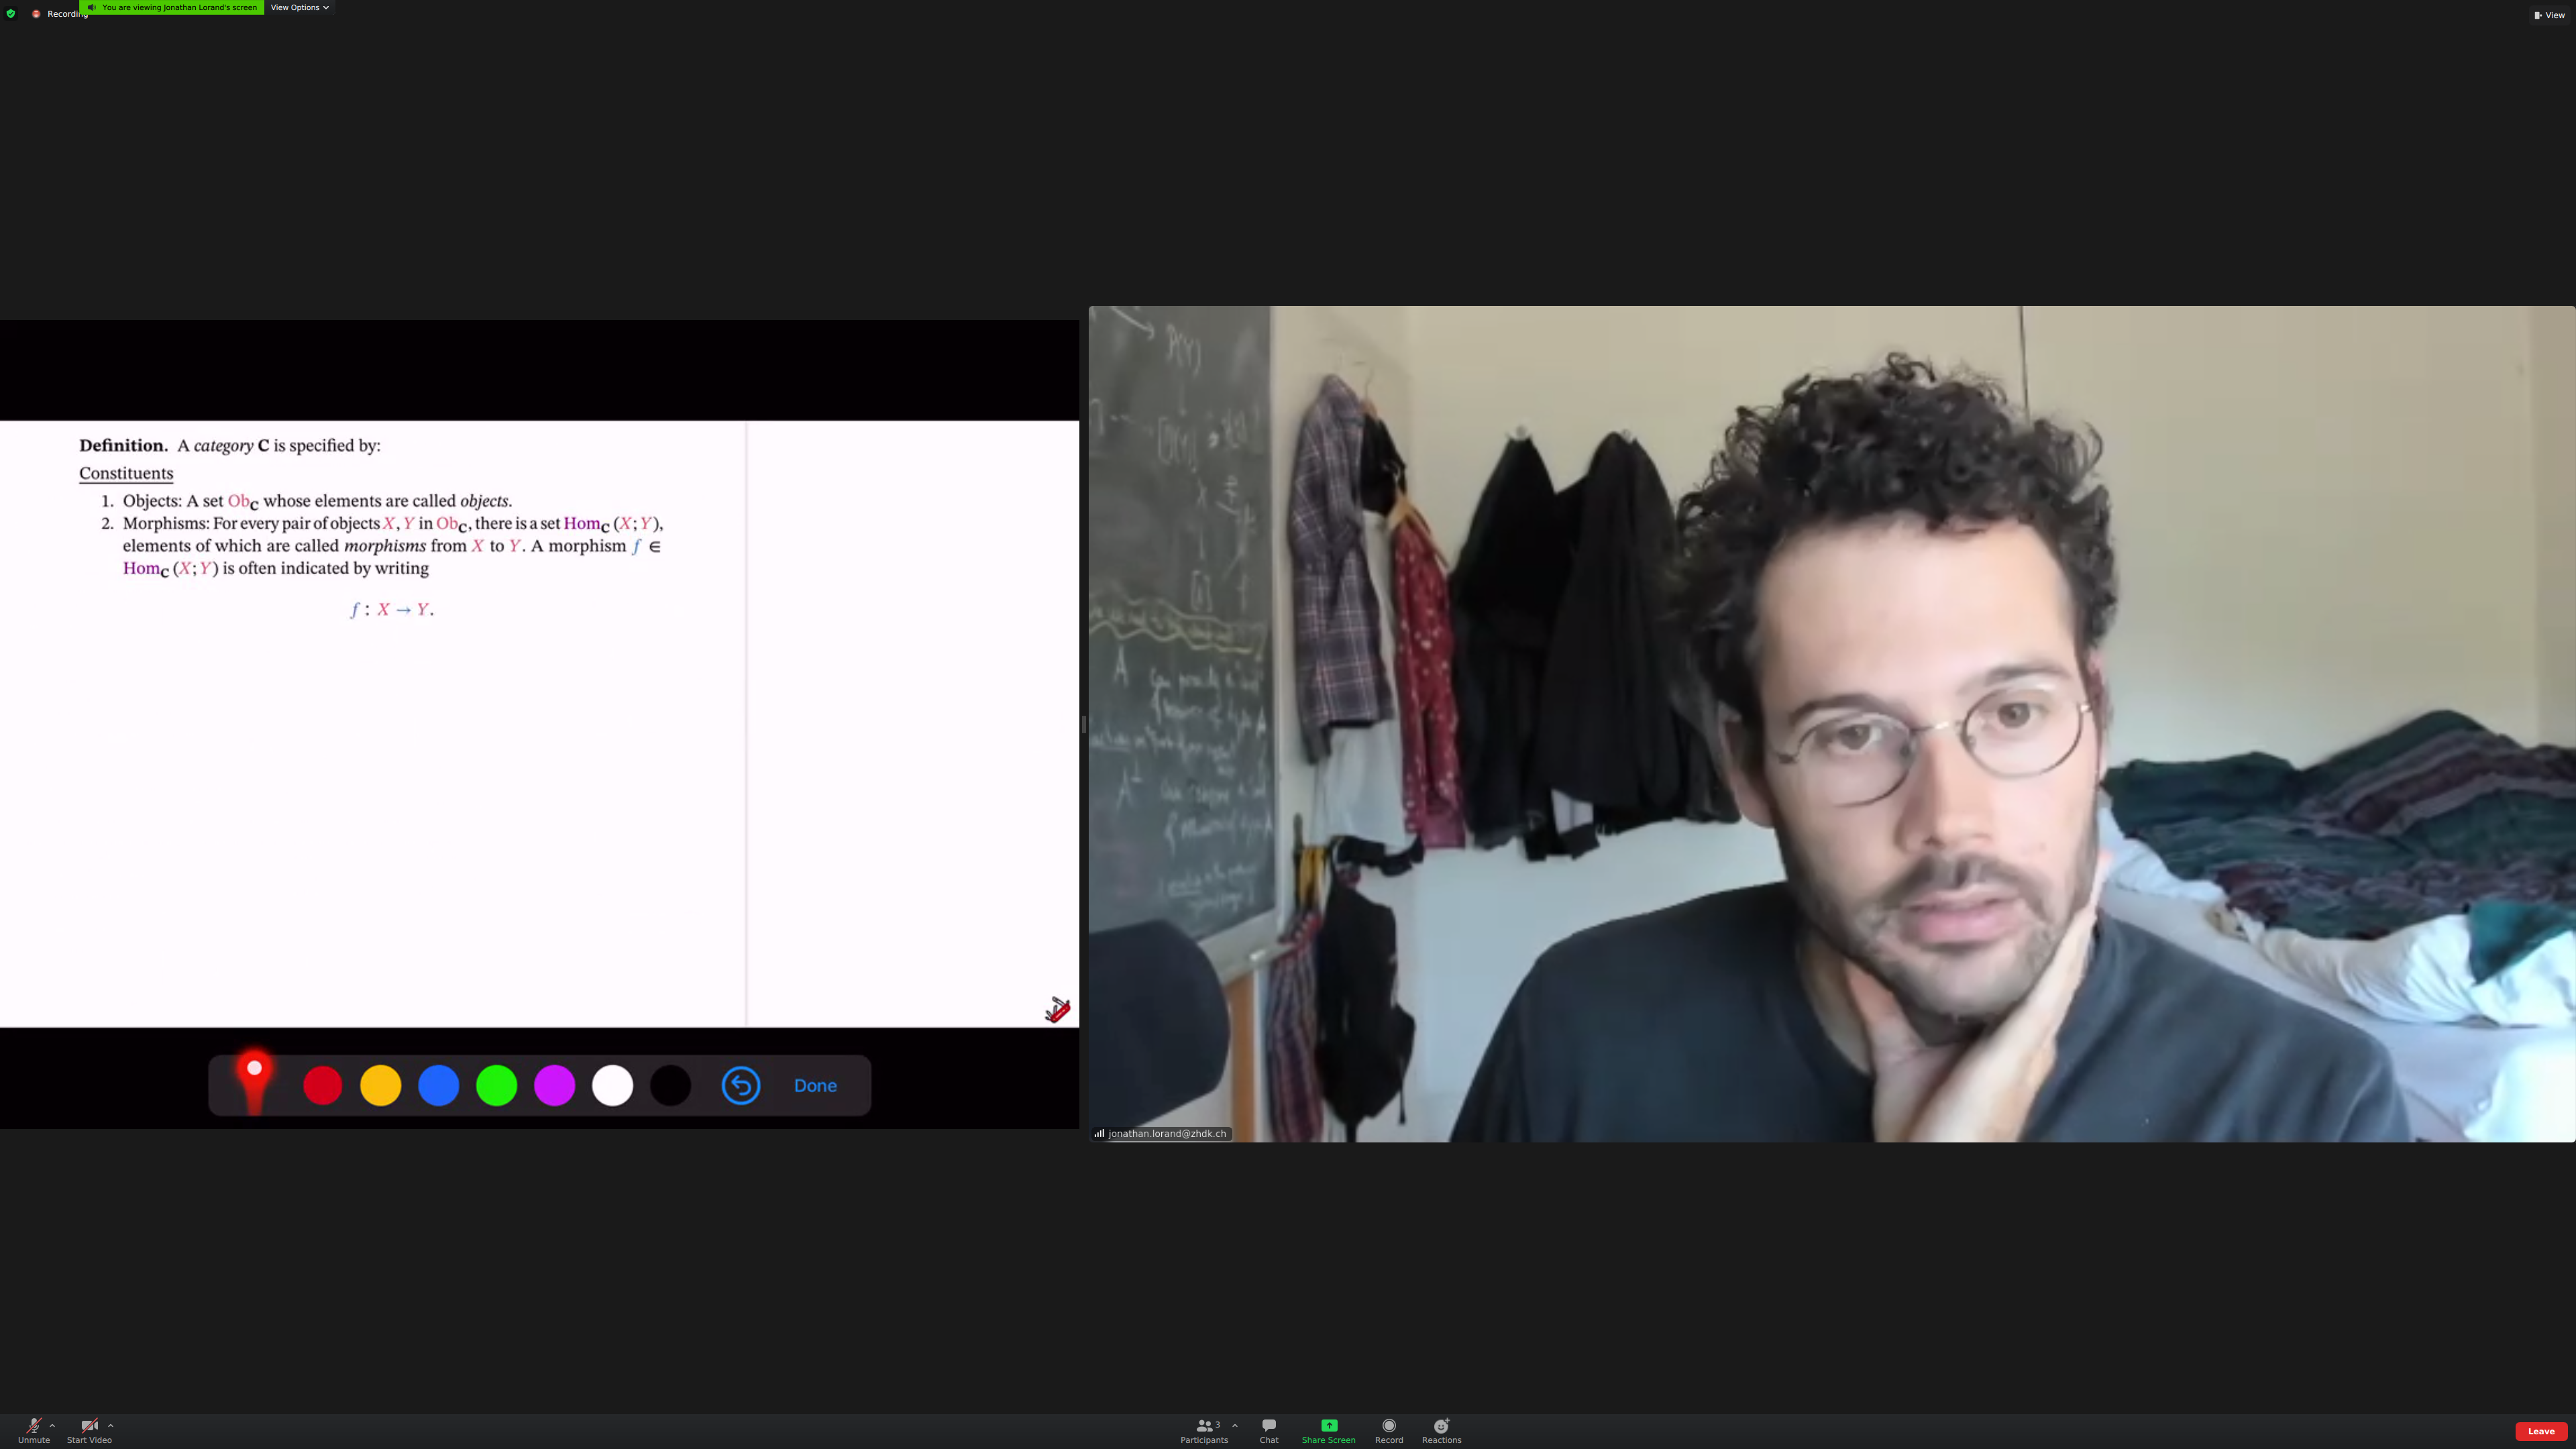 Recording
You are viewing Jonathan Lorand's screen
View Options
View
Definition. A category C is specified by:
Constituents
1. Objects: A set Ob_C whose elements are called objects.
2. Morphisms: For every pair of objects X, Y in Ob_C, there is a set Hom_C (X; Y),
elements of which are called morphisms from X to Y. A morphism f ∈
Hom_C (X; Y) is often indicated by writing
f : X → Y.
Done
P(Y)
A
jonathan.lorand@zhdk.ch
Unmute
Start Video
Participants
3
Chat
Share Screen
Record
Reactions
Leave